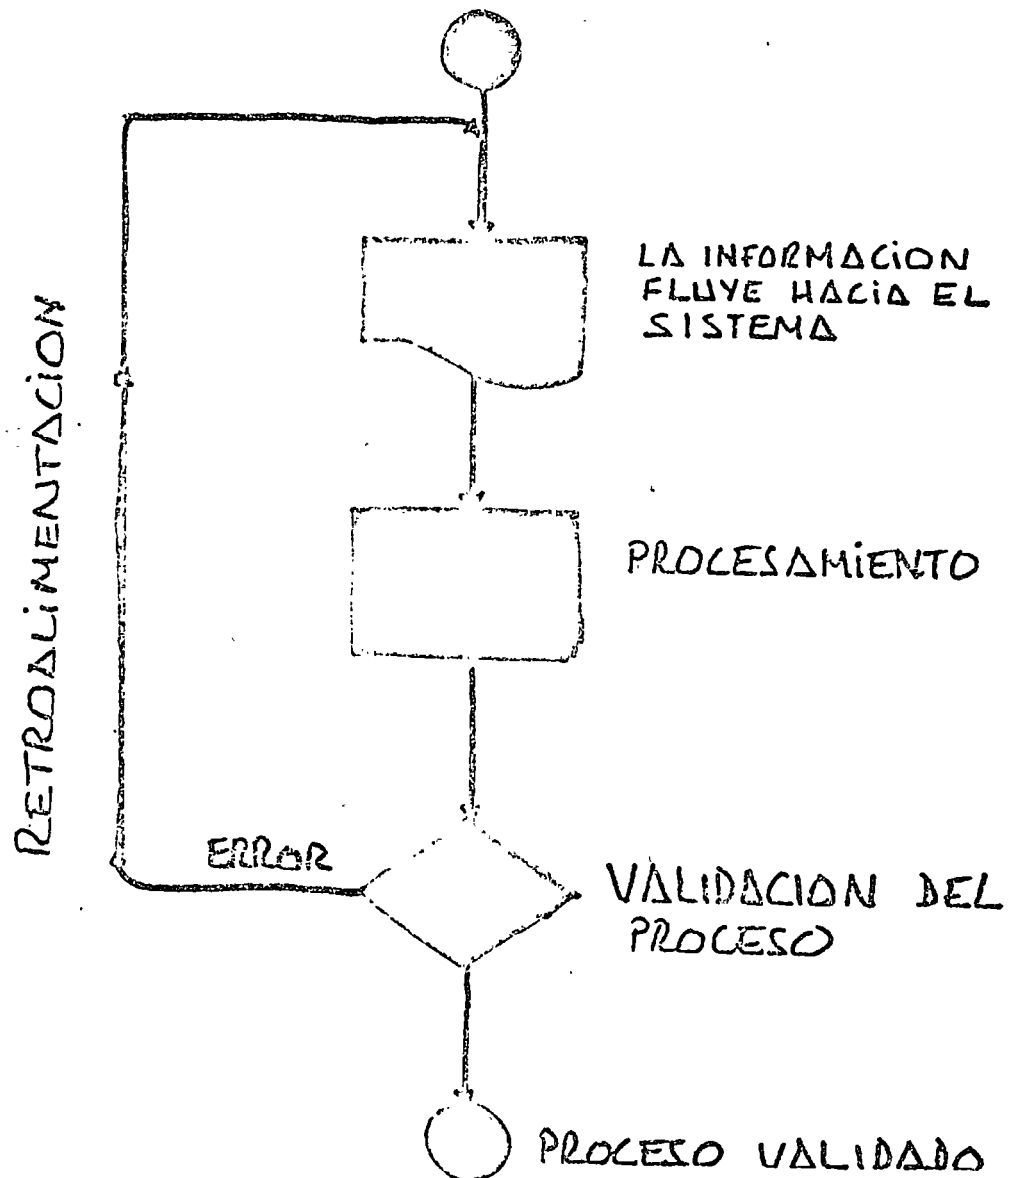 LA INFORMACION
FLUYE HACIA EL
SISTEMA
PROCESAMIENTO
RETROALIMENTACION
ERROR
VALIDACION DEL
PROCESO
PROCESO VALIDADO